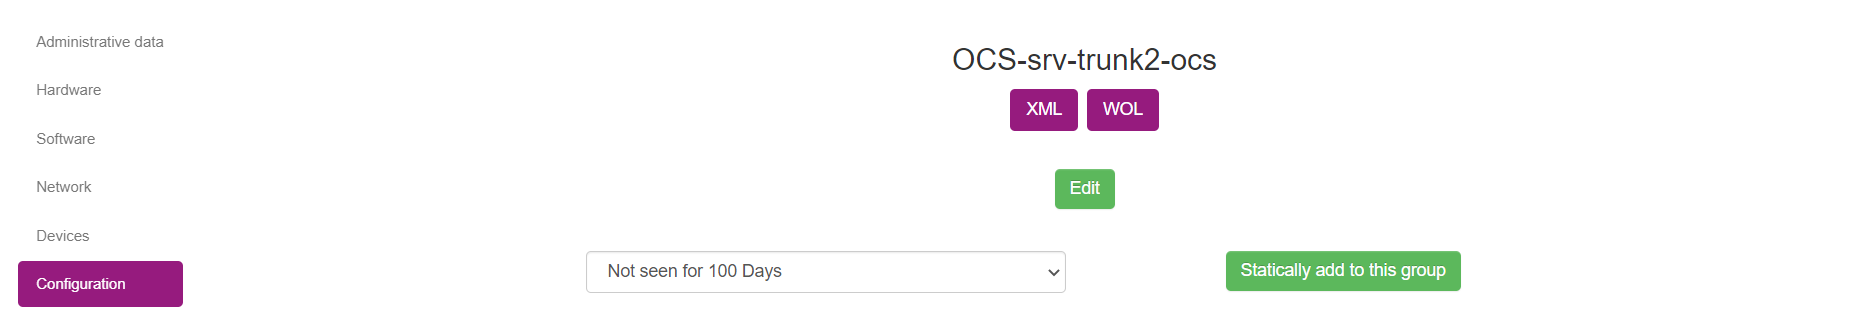 Administrative data
Hardware
Software
Network
Devices
Configuration
OCS-srv-trunk2-ocs
XML WOL
Edit
Not seen for 100 Days
Statically add to this group